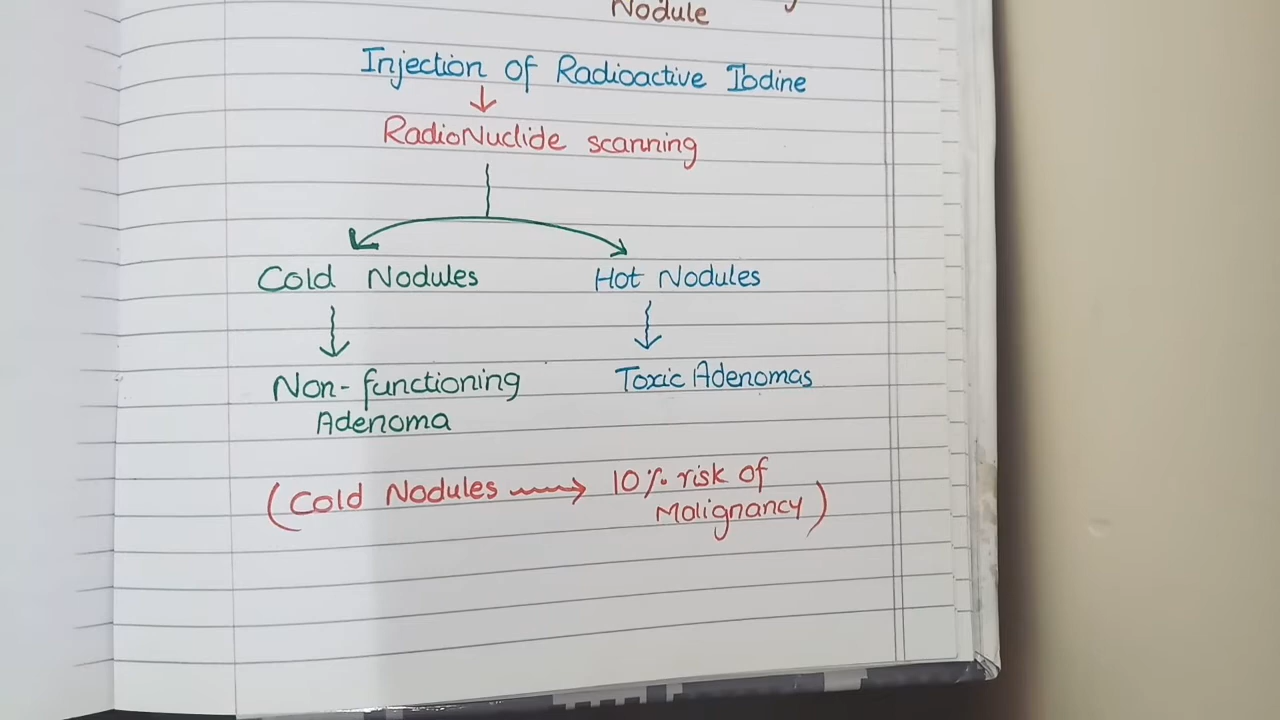 Nodule
Injection of Radioactive Iodine
RadioNuclide scanning
Cold Nodules Hot Nodules
Non-functioning Toxic Adenomas
Adenoma
(Cold Nodules → 10% risk of
Malignancy)